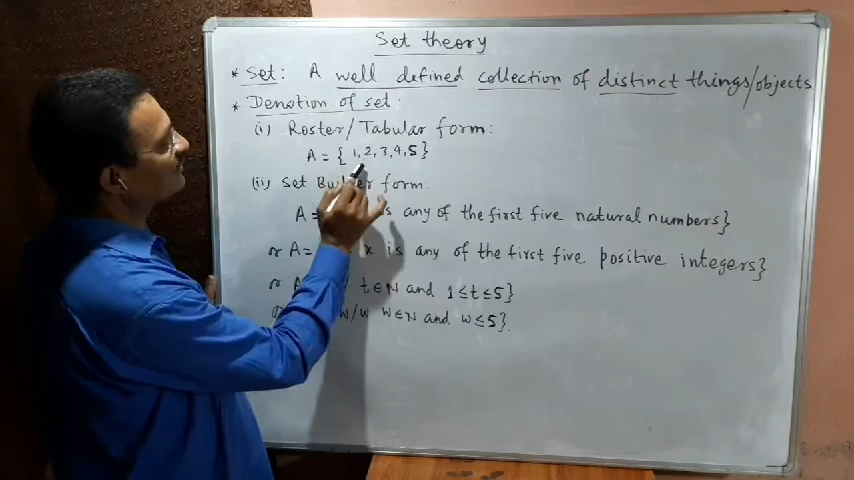 Set theory
* Set: A well defined collection of distinct things/objects
* Denotion of set:
(i) Roster/Tabular form:
A = { 1, 2, 3, 4, 5 }
(ii) Set form:
A = is any of the first five natural numbers}
or A = x is any of the first five positive integers}
or A / t ∈ N and 1 ≤ t ≤ 5}
w/w w ∈ N and w ≤ 5}.